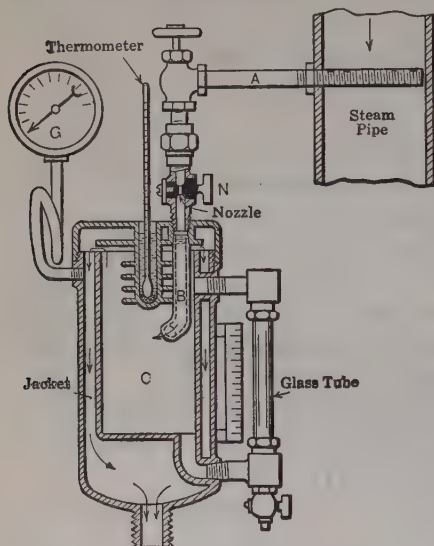 Thermometer
A
Steam
Pipe
G
N
Nozzle
B
Jacket
C
Glass Tube